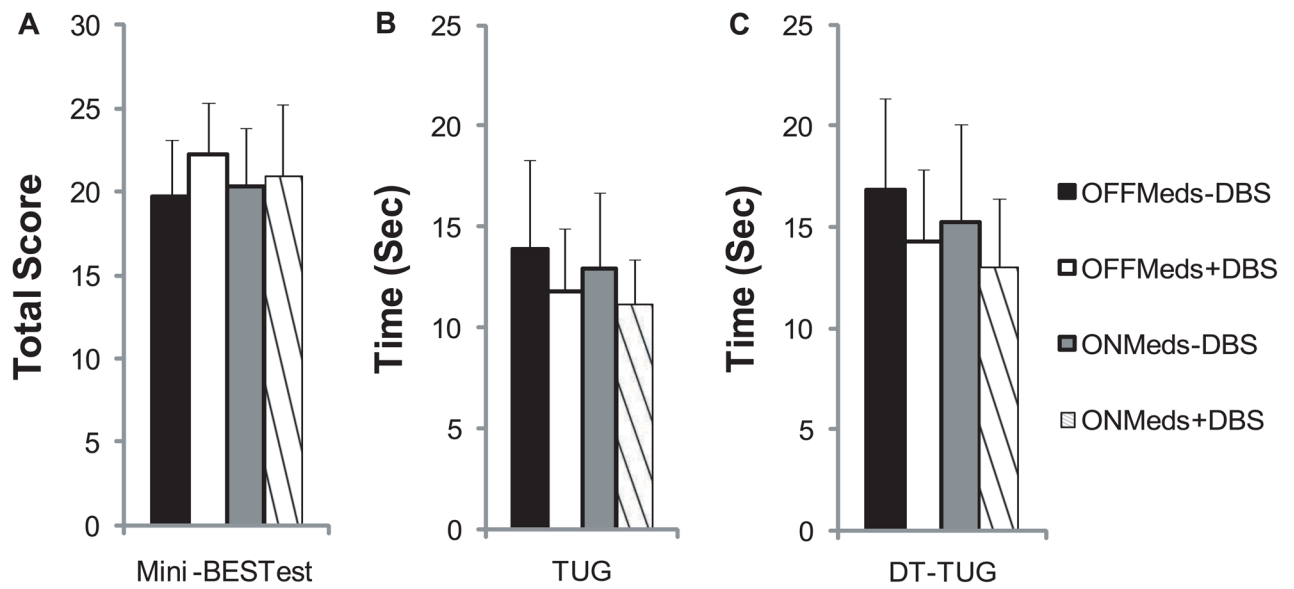 A
30
25
20
15
10
5
0
Total Score
Mini-BESTest
B
25
20
15
10
5
0
Time (Sec)
TUG
C
25
20
15
10
5
0
Time (Sec)
DT-TUG
OFFMeds-DBS
OFFMeds+DBS
ONMeds-DBS
ONMeds+DBS